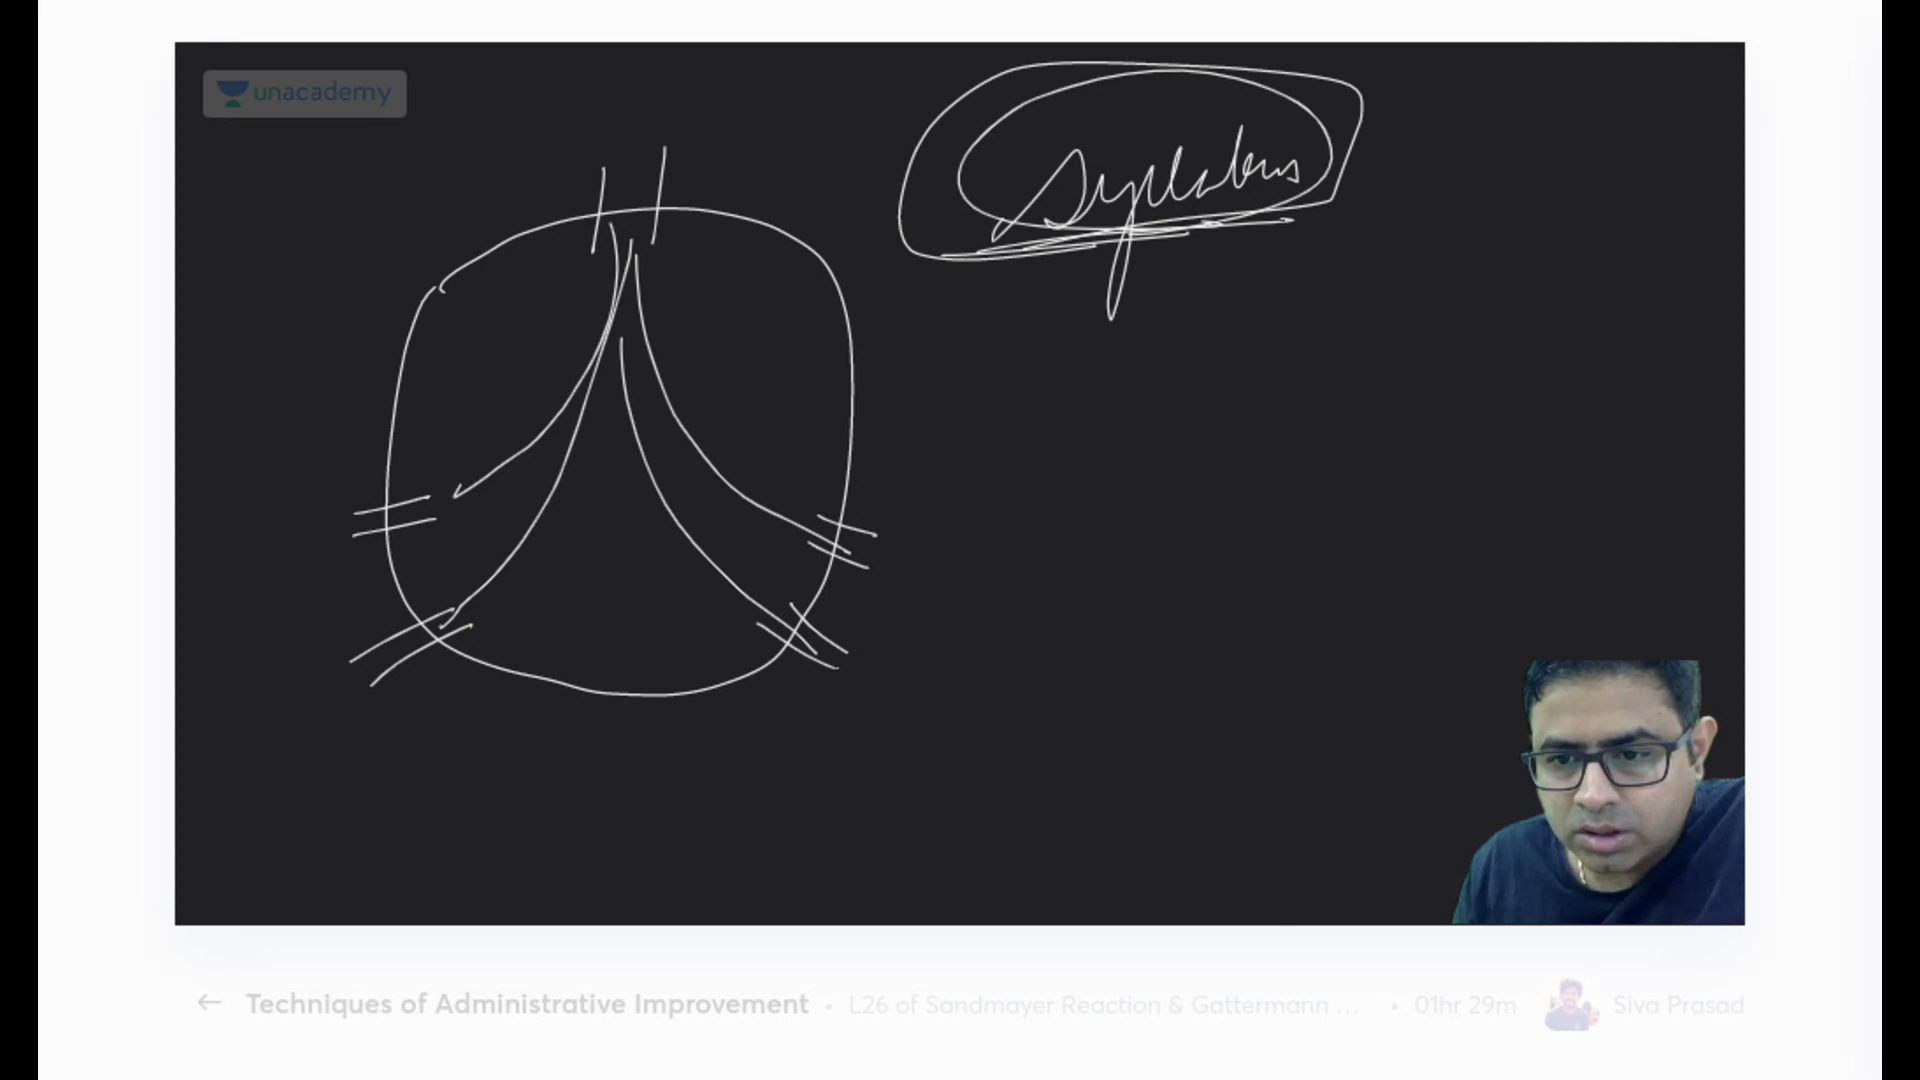 unacademy
Syllabus
← Techniques of Administrative Improvement • L26 of Sandmayer Reaction & Gattermann ... • 01hr 29m Siva Prasad